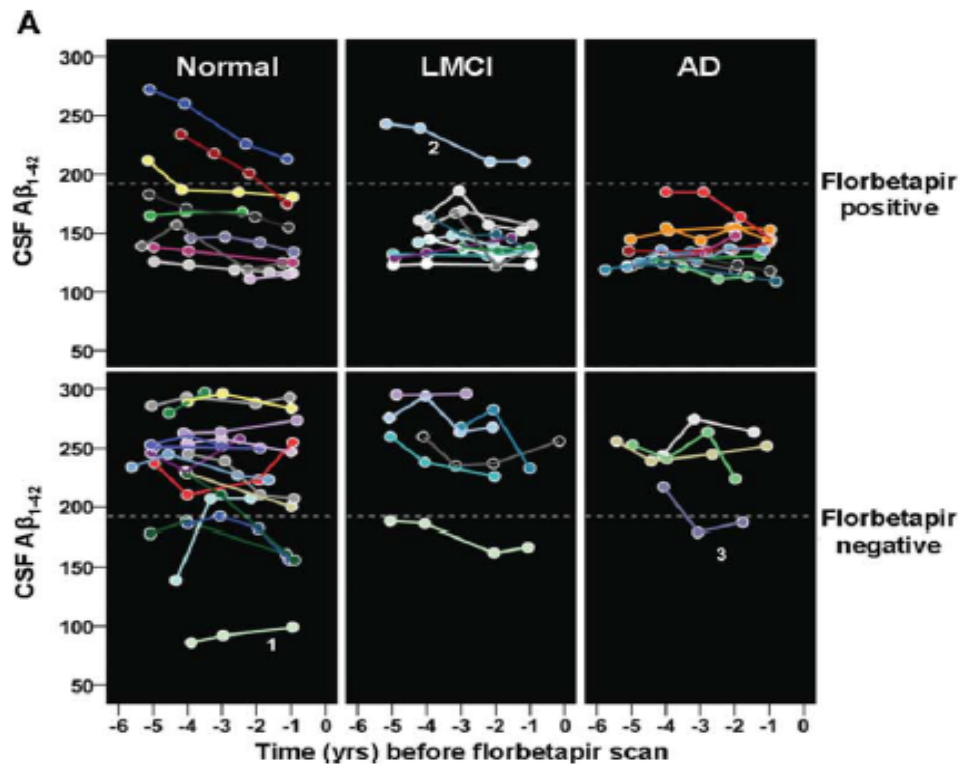 A
Normal
LMCI
AD
300
250
200
150
100
50
CSF Aβ1-42
2
Florbetapir
positive
300
250
200
150
100
50
CSF Aβ1-42
1
3
Florbetapir
negative
-6 -5 -4 -3 -2 -1 0
-6 -5 -4 -3 -2 -1 0
-6 -5 -4 -3 -2 -1 0
Time (yrs) before florbetapir scan